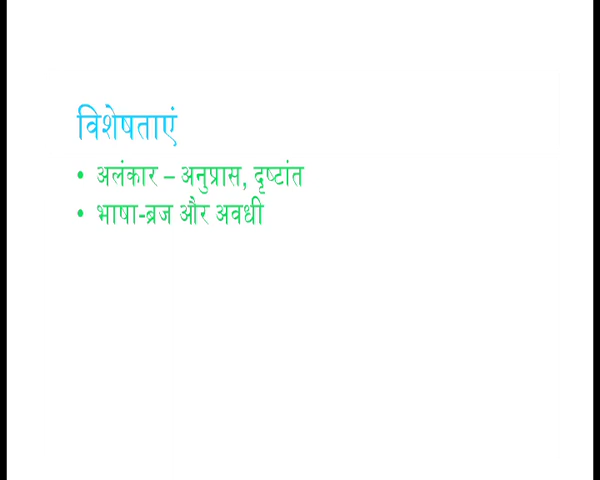 विशेषताएं
• अलंकार – अनुप्रास, दृष्टांत
• भाषा-ब्रज और अवधी